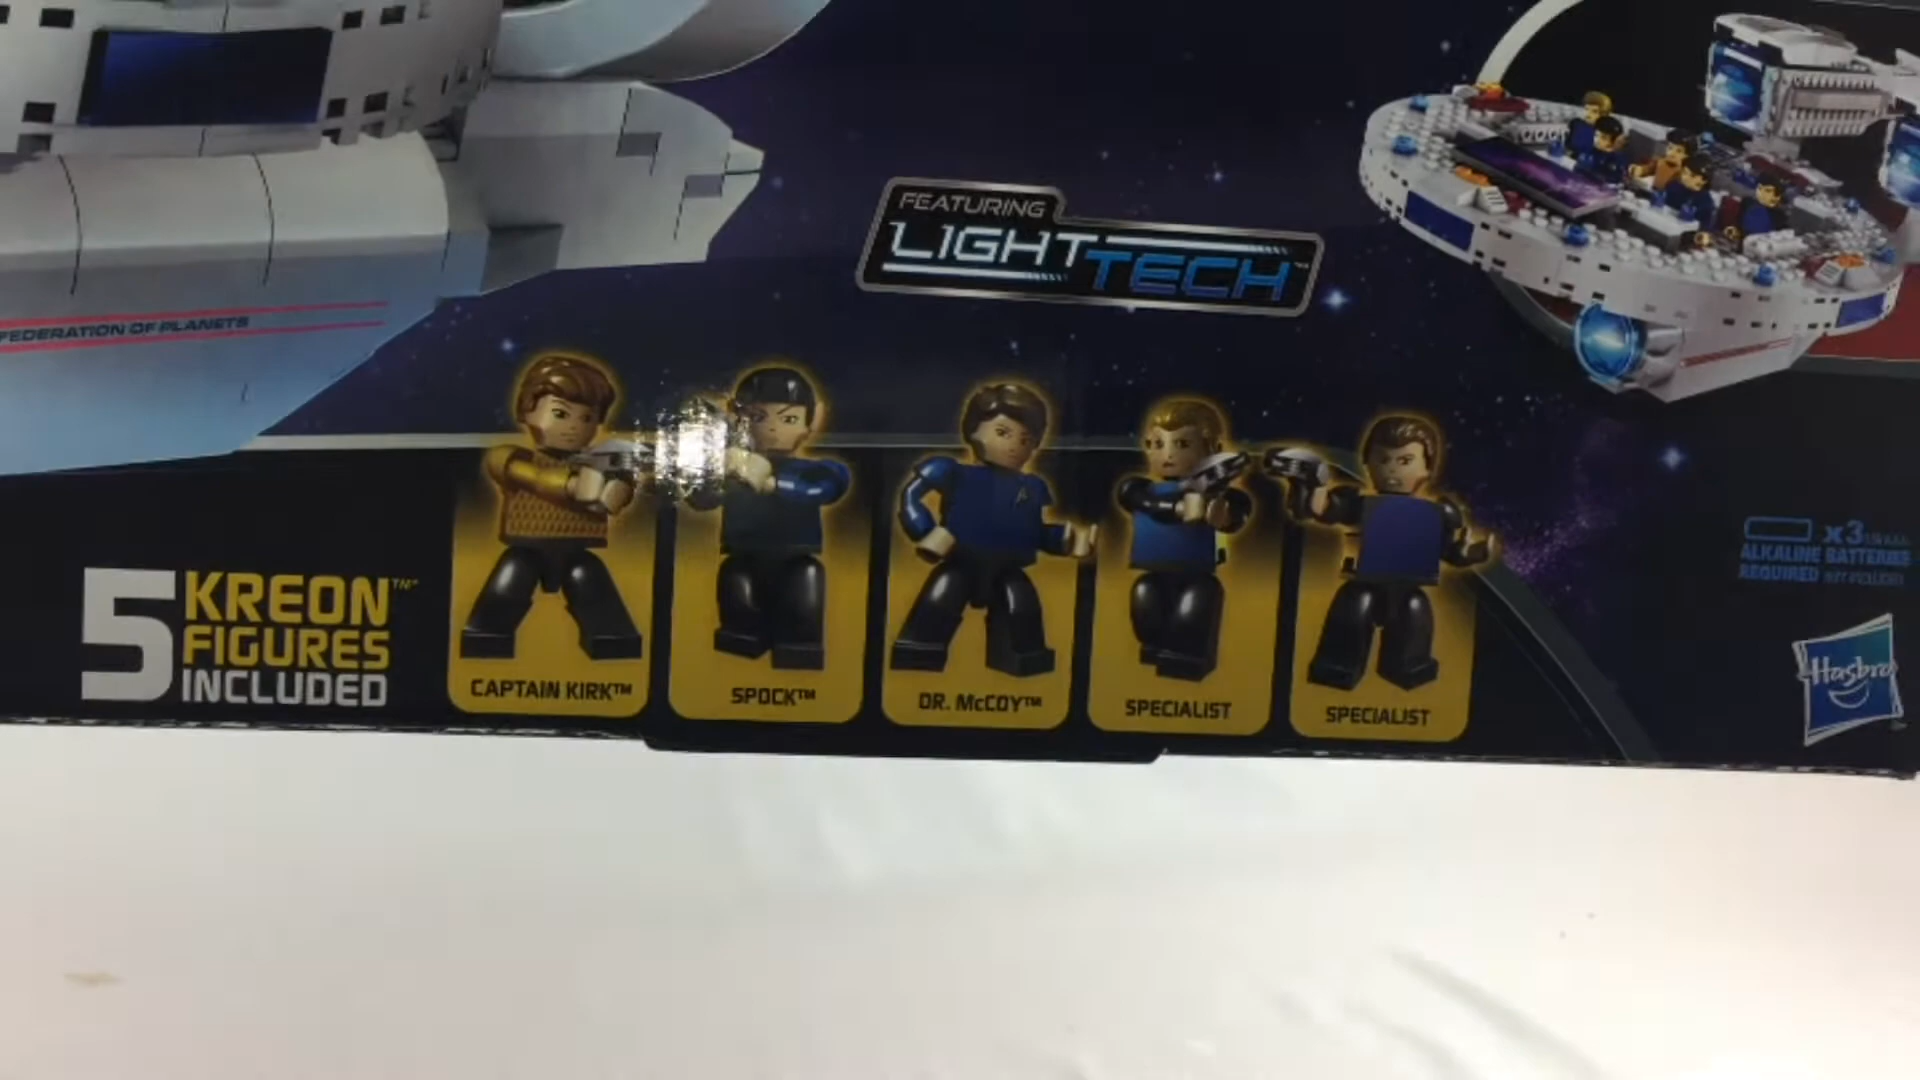 FEDERATION OF PLANETS
FEATURING
LIGHTTECH™
5 KREON™
FIGURES
INCLUDED
CAPTAIN KIRK™
SPOCK™
DR. McCOY™
SPECIALIST
SPECIALIST
x3
ALKALINE BATTERIES
REQUIRED
Hasbro